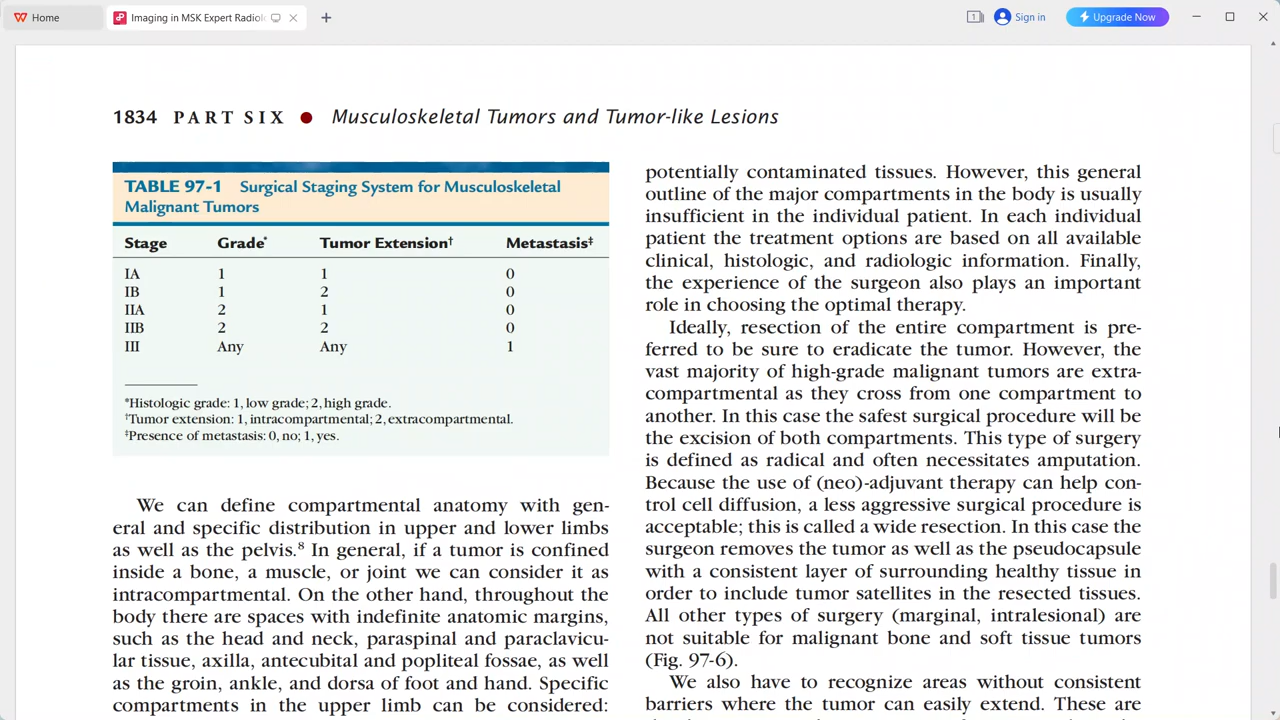 Home
Imaging in MSK Expert Radiol
Sign in
Upgrade Now
1834 PART SIX ● Musculoskeletal Tumors and Tumor-like Lesions
TABLE 97-1 Surgical Staging System for Musculoskeletal
Malignant Tumors
Stage Grade* Tumor Extension† Metastasis‡
IA 1 1 0
IB 1 2 0
IIA 2 1 0
IIB 2 2 0
III Any Any 1
*Histologic grade: 1, low grade; 2, high grade.
†Tumor extension: 1, intracompartmental; 2, extracompartmental.
‡Presence of metastasis: 0, no; 1, yes.
We can define compartmental anatomy with gen-
eral and specific distribution in upper and lower limbs
as well as the pelvis.⁸ In general, if a tumor is confined
inside a bone, a muscle, or joint we can consider it as
intracompartmental. On the other hand, throughout the
body there are spaces with indefinite anatomic margins,
such as the head and neck, paraspinal and paraclavicu-
lar tissue, axilla, antecubital and popliteal fossae, as well
as the groin, ankle, and dorsa of foot and hand. Specific
compartments in the upper limb can be considered:
potentially contaminated tissues. However, this general
outline of the major compartments in the body is usually
insufficient in the individual patient. In each individual
patient the treatment options are based on all available
clinical, histologic, and radiologic information. Finally,
the experience of the surgeon also plays an important
role in choosing the optimal therapy.
Ideally, resection of the entire compartment is pre-
ferred to be sure to eradicate the tumor. However, the
vast majority of high-grade malignant tumors are extra-
compartmental as they cross from one compartment to
another. In this case the safest surgical procedure will be
the excision of both compartments. This type of surgery
is defined as radical and often necessitates amputation.
Because the use of (neo)-adjuvant therapy can help con-
trol cell diffusion, a less aggressive surgical procedure is
acceptable; this is called a wide resection. In this case the
surgeon removes the tumor as well as the pseudocapsule
with a consistent layer of surrounding healthy tissue in
order to include tumor satellites in the resected tissues.
All other types of surgery (marginal, intralesional) are
not suitable for malignant bone and soft tissue tumors
(Fig. 97-6).
We also have to recognize areas without consistent
barriers where the tumor can easily extend. These are